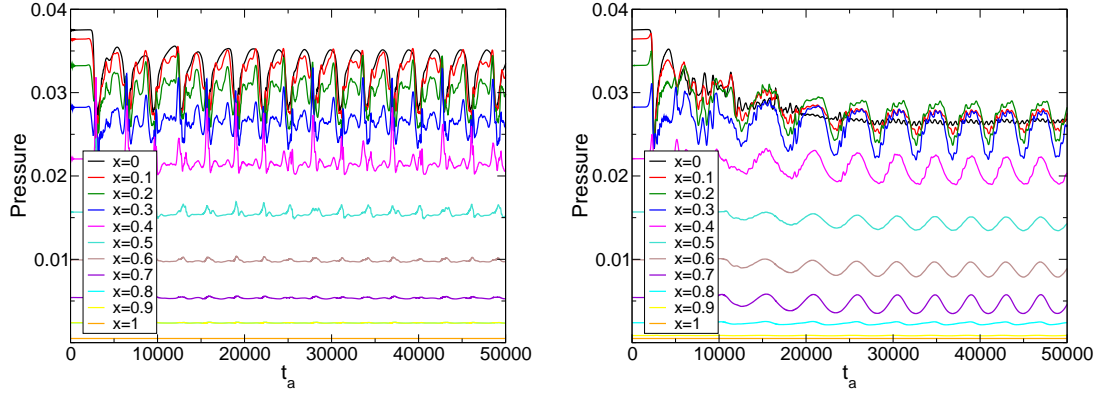 0.04
0.03
0.02
0.01
Pressure
x=0
x=0.1
x=0.2
x=0.3
x=0.4
x=0.5
x=0.6
x=0.7
x=0.8
x=0.9
x=1
0 10000 20000 30000 40000 50000
t_a
0.04
0.03
0.02
0.01
Pressure
x=0
x=0.1
x=0.2
x=0.3
x=0.4
x=0.5
x=0.6
x=0.7
x=0.8
x=0.9
x=1
0 10000 20000 30000 40000 50000
t_a